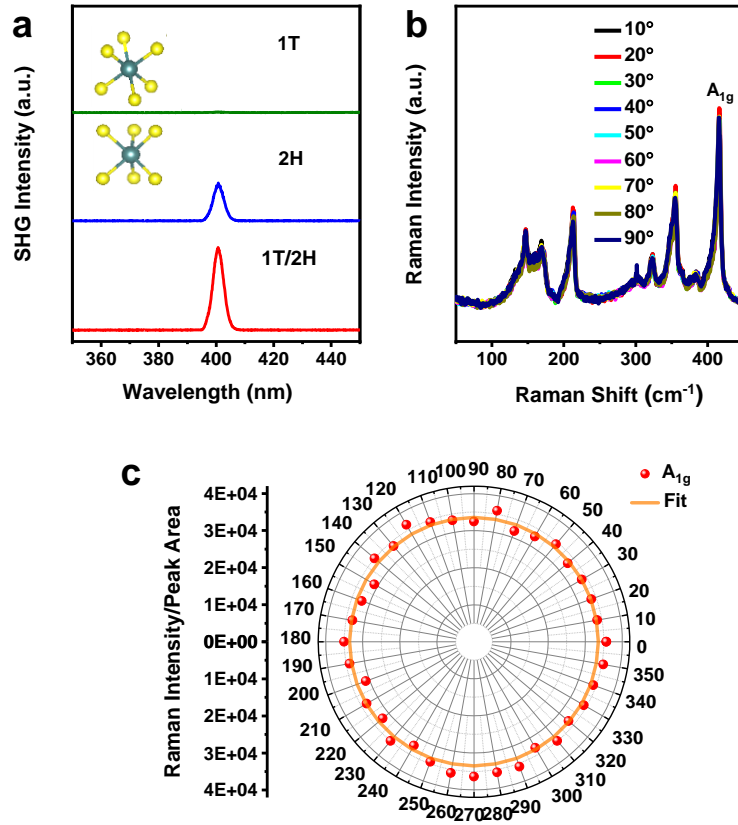 a
SHG Intensity (a.u.)
1T
2H
1T/2H
360 380 400 420 440
Wavelength (nm)
b
Raman Intensity (a.u.)
10°
20°
30°
40°
50°
60°
70°
80°
90°
A1g
100 200 300 400
Raman Shift (cm-1)
c
Raman Intensity/Peak Area
4E+04
3E+04
2E+04
1E+04
0E+00
1E+04
2E+04
3E+04
4E+04
0
10
20
30
40
50
60
70
80
90
100
110
120
130
140
150
160
170
180
190
200
210
220
230
240
250
260
270
280
290
300
310
320
330
340
350
A1g
Fit